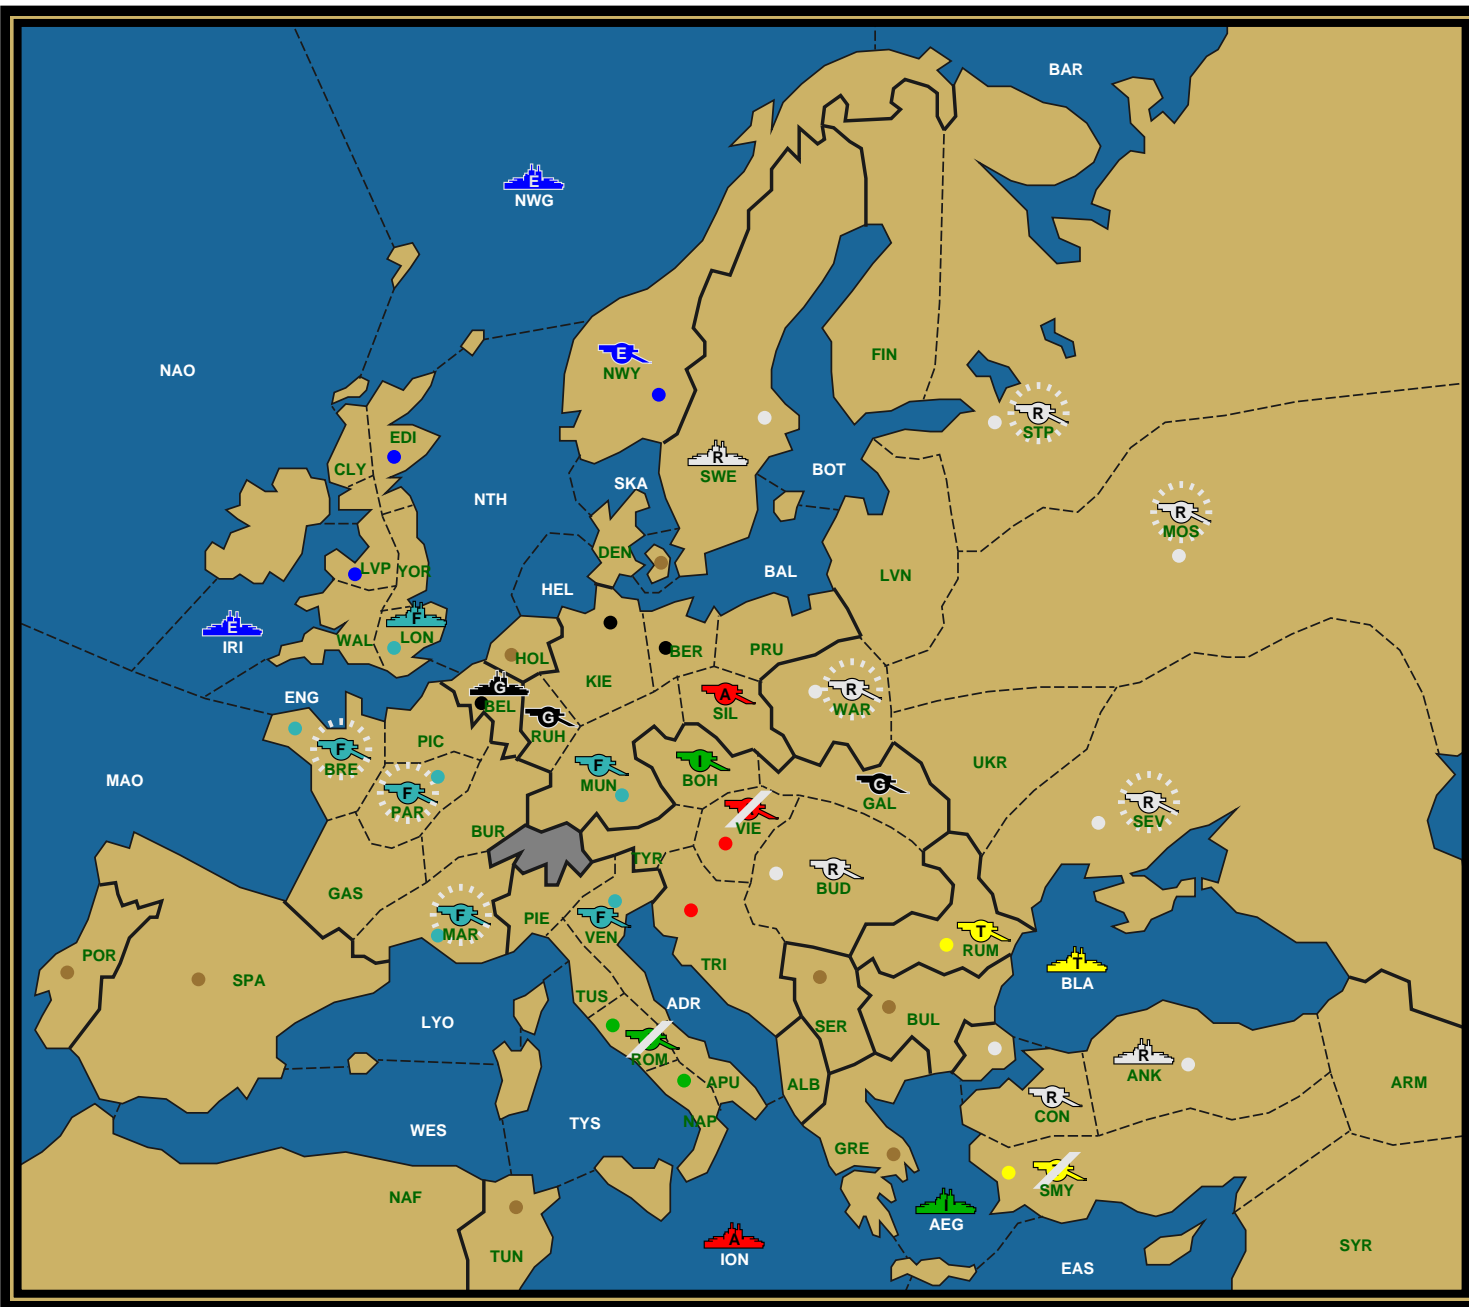 BAR
E
NWG
NAO
E
NWY
FIN
R
STP
EDI
CLY
R
SWE
SKA
BOT
NTH
R
MOS
DEN
LVP
YOR
HEL
BAL
LVN
E
IRI
WAL
F
LON
HOL
BER
PRU
ENG
KIE
G
BEL
A
SIL
R
WAR
G
RUH
PIC
F
BRE
F
MUN
I
BOH
UKR
MAO
F
PAR
G
GAL
R
SEV
VIE
BUR
TYR
R
BUD
GAS
F
MAR
PIE
F
VEN
T
RUM
POR
SPA
TRI
T
BLA
TUS
ADR
LYO
SER
BUL
ROM
R
ANK
APU
ALB
ARM
R
CON
WES
TYS
NAP
GRE
NAF
SMY
I
AEG
TUN
A
ION
EAS
SYR